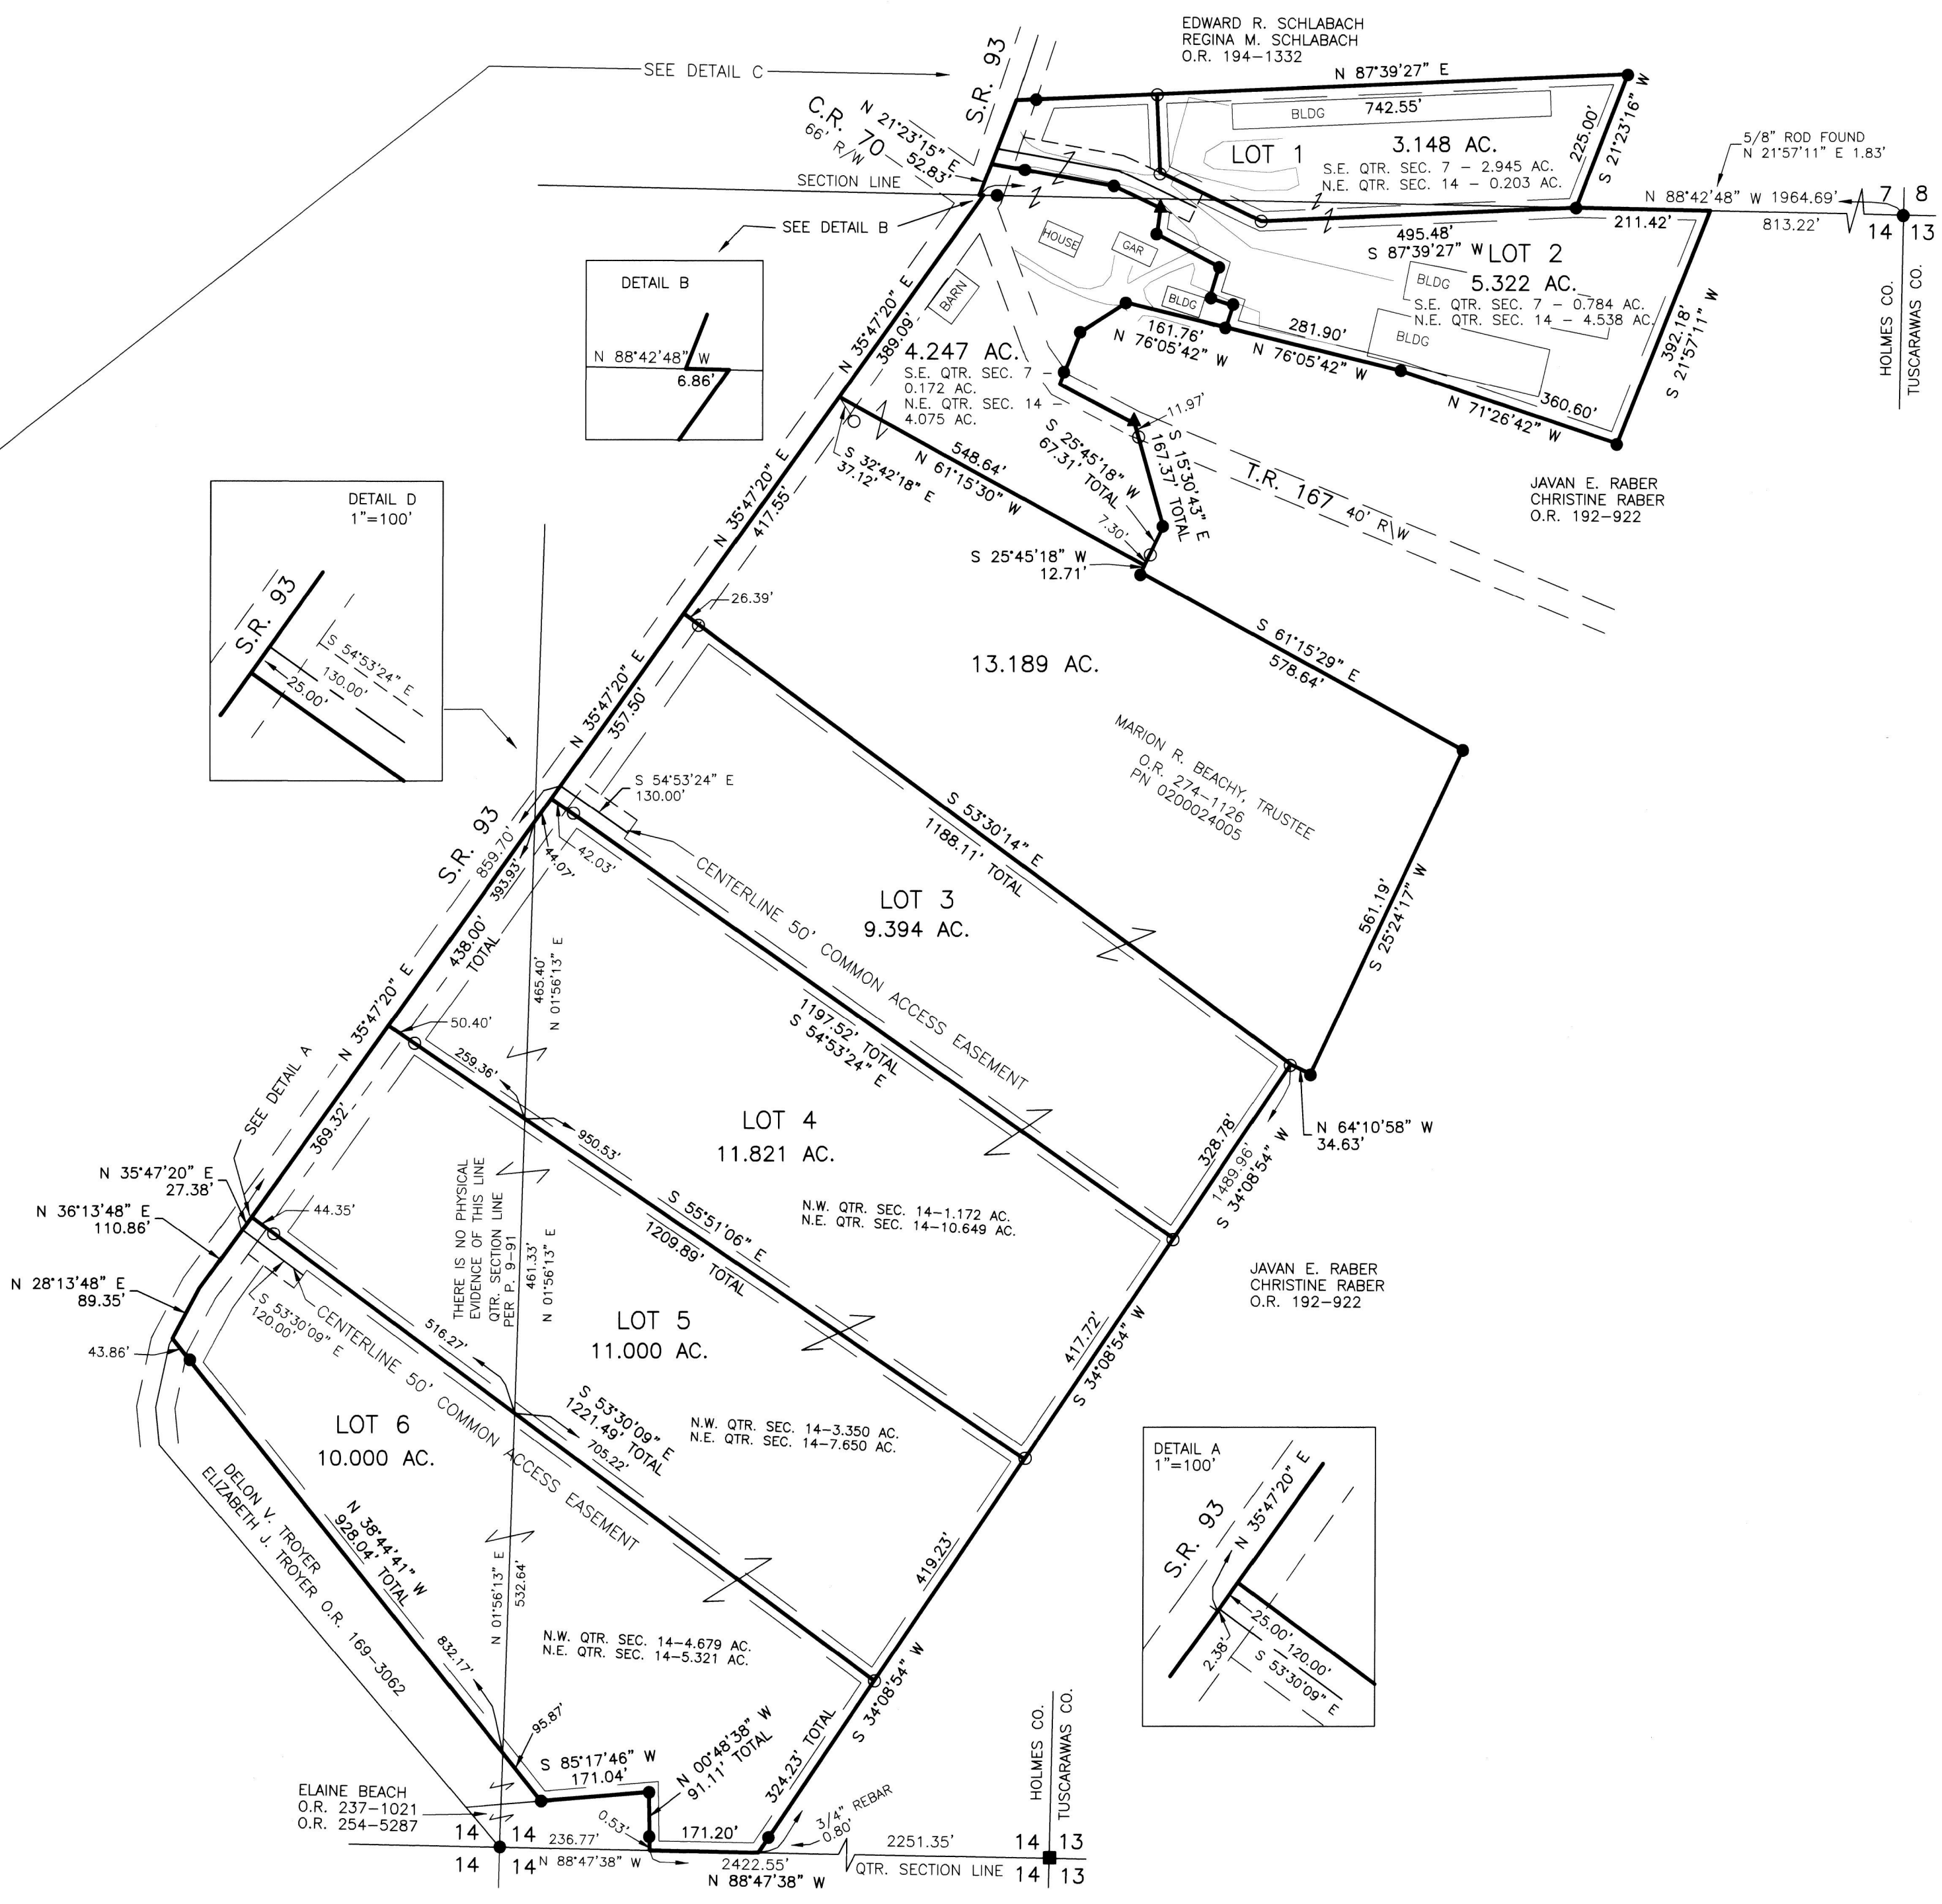 EDWARD R. SCHLABACH
REGINA M. SCHLABACH
O.R. 194-1332
SEE DETAIL C
S.R. 93
N 87°39'27" E
742.55'
BLDG
S 21°23'16" W
225.00'
C.R. 70
66' R/W
N 21°23'15" E
52.83'
LOT 1
3.148 AC.
S.E. QTR. SEC. 7 - 2.945 AC.
N.E. QTR. SEC. 14 - 0.203 AC.
5/8" ROD FOUND
N 21°57'11" E 1.83'
SECTION LINE
N 88°42'48" W 1964.69'
7 8
14 13
813.22'
211.42'
SEE DETAIL B
495.48'
S 87°39'27" W
LOT 2
5.322 AC.
S.E. QTR. SEC. 7 - 0.784 AC.
N.E. QTR. SEC. 14 - 4.538 AC.
BLDG
BLDG
HOUSE
GAR
BARN
BLDG
HOLMES CO.
TUSCARAWAS CO.
392.18'
S 21°57'11" W
DETAIL B
N 88°42'48" W
6.86'
N 35°47'20" E
389.09'
161.76'
N 76°05'42" W
281.90'
N 76°05'42" W
360.60'
N 71°26'42" W
4.247 AC.
S.E. QTR. SEC. 7 -
0.172 AC.
N.E. QTR. SEC. 14 -
4.075 AC.
11.97'
S 15°30'43" E
167.37' TOTAL
S 25°45'18" W
67.31' TOTAL
7.30'
T.R. 167 40' R\W
JAVAN E. RABER
CHRISTINE RABER
O.R. 192-922
S 32°42'18" E
37.12'
548.64'
N 61°15'30" W
N 35°47'20" E
417.55'
S 25°45'18" W
12.71'
DETAIL D
1"=100'
S.R. 93
S 54°53'24" E
130.00'
25.00'
26.39'
S 61°15'29" E
578.64'
13.189 AC.
MARION R. BEACHY, TRUSTEE
O.R. 274-1126
PN 0200024005
N 35°47'20" E
357.50'
S 54°53'24" E
130.00'
S 53°30'14" E
1188.11' TOTAL
561.19'
S 25°24'17" W
S.R. 93
859.70'
393.93'
44.07'
42.03'
438.00'
TOTAL
CENTERLINE 50' COMMON ACCESS EASEMENT
LOT 3
9.394 AC.
465.40'
N 01°56'13" E
1197.52' TOTAL
S 54°53'24" E
N 35°47'20" E
369.32'
50.40'
259.36'
950.53'
SEE DETAIL A
LOT 4
11.821 AC.
328.78'
1489.96'
S 34°08'54" W
N 64°10'58" W
34.63'
N 35°47'20" E
27.38'
N 36°13'48" E
110.86'
44.35'
THERE IS NO PHYSICAL
EVIDENCE OF THIS LINE
QTR. SECTION LINE
PER P. 9-91
461.33'
N 01°56'13" E
S 55°51'06" E
1209.89' TOTAL
N.W. QTR. SEC. 14-1.172 AC.
N.E. QTR. SEC. 14-10.649 AC.
N 28°13'48" E
89.35'
S 53°30'09" E
120.00'
CENTERLINE 50' COMMON ACCESS EASEMENT
JAVAN E. RABER
CHRISTINE RABER
O.R. 192-922
LOT 5
11.000 AC.
417.72'
S 34°08'54" W
43.86'
516.27'
S 53°30'09" E
1221.49' TOTAL
705.22'
N.W. QTR. SEC. 14-3.350 AC.
N.E. QTR. SEC. 14-7.650 AC.
LOT 6
10.000 AC.
DELON V. TROYER
ELIZABETH J. TROYER O.R. 169-3062
N 38°44'41" W
928.04' TOTAL
DETAIL A
1"=100'
S.R. 93
N 35°47'20" E
25.00'
120.00'
2.38'
S 53°30'09" E
419.23'
N 01°56'13" E
532.64'
832.17'
N.W. QTR. SEC. 14-4.679 AC.
N.E. QTR. SEC. 14-5.321 AC.
S 34°08'54" W
324.23' TOTAL
95.87'
S 85°17'46" W
171.04'
N 00°48'38" W
91.11' TOTAL
HOLMES CO.
TUSCARAWAS CO.
ELAINE BEACH
O.R. 237-1021
O.R. 254-5287
0.53'
3/4" REBAR
0.80'
14 14
14 14
236.77'
N 88°47'38" W
171.20'
2422.55'
N 88°47'38" W
2251.35'
QTR. SECTION LINE
14 13
14 13